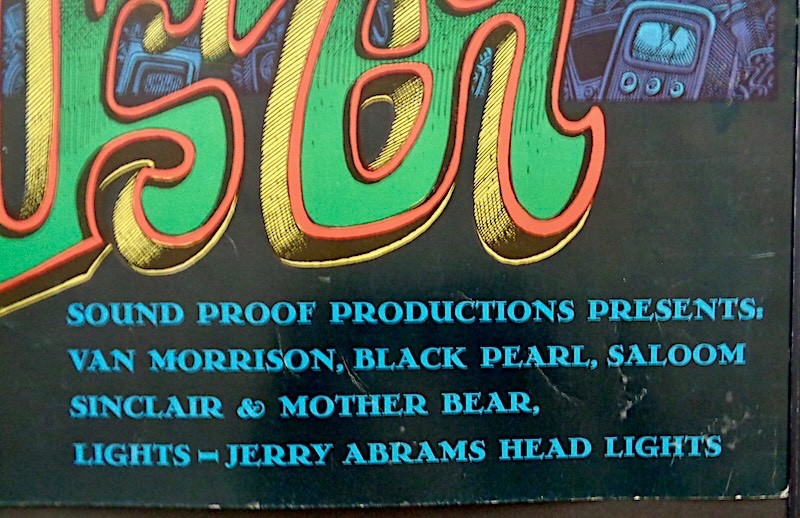 SOUND PROOF PRODUCTIONS PRESENTS:
VAN MORRISON, BLACK PEARL, SALOOM
SINCLAIR & MOTHER BEAR,
LIGHTS — JERRY ABRAMS HEAD LIGHTS